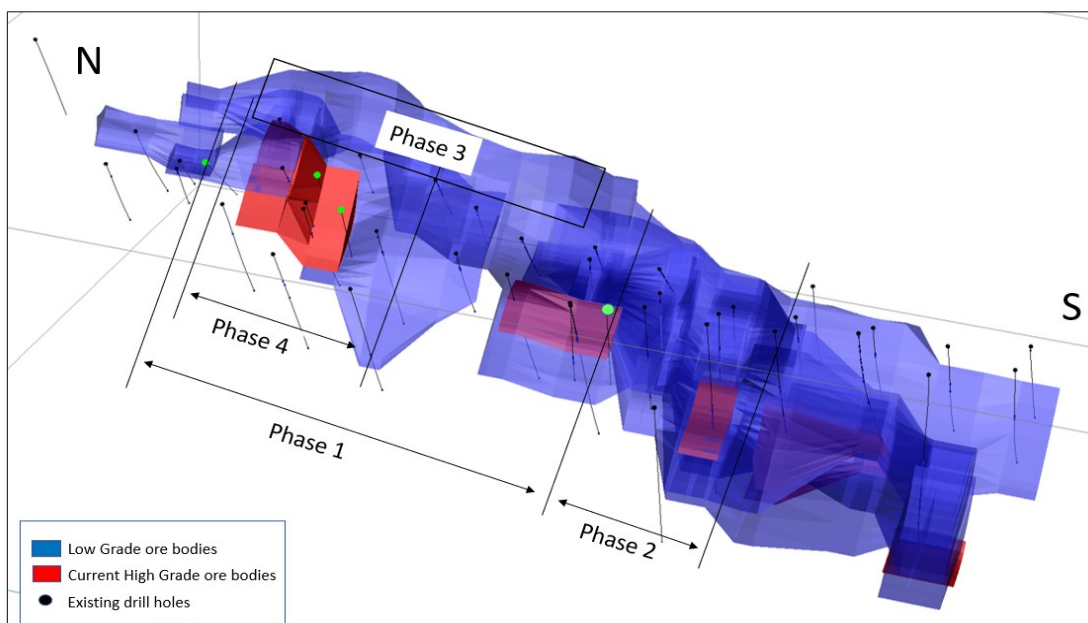 N
Phase 3
S
Phase 4
Phase 1
Phase 2
Low Grade ore bodies
Current High Grade ore bodies
Existing drill holes